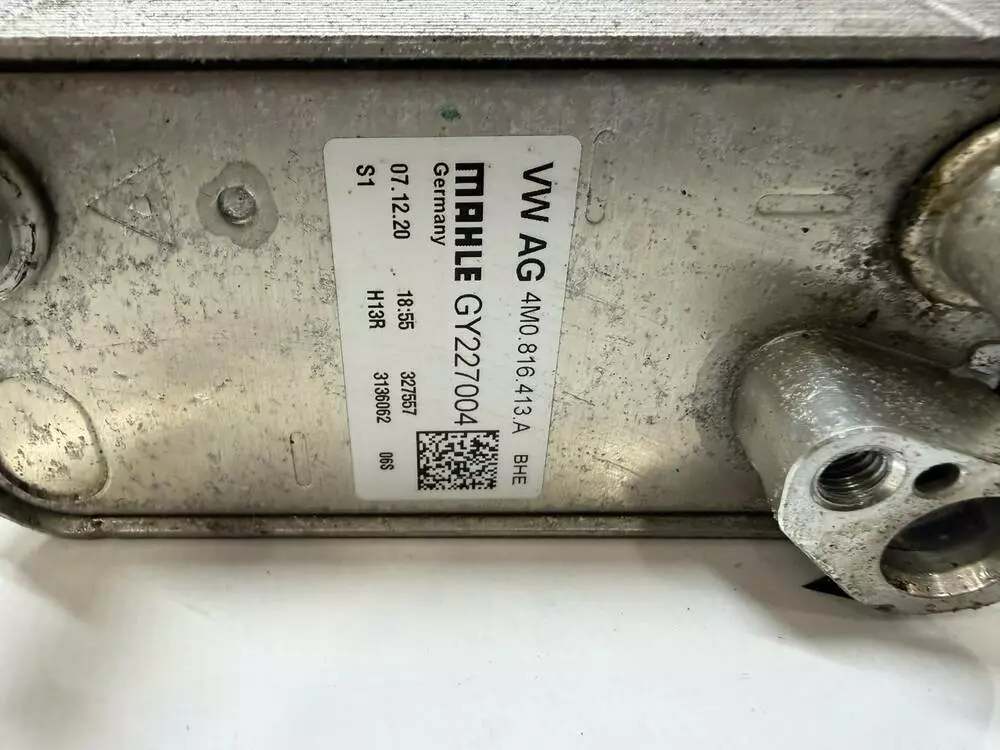 VW AG 4M0.816.413.A BHE
MAHLE GY227004
Germany
07.12.20 18:55 327557
S1 H13R 3136062 06S